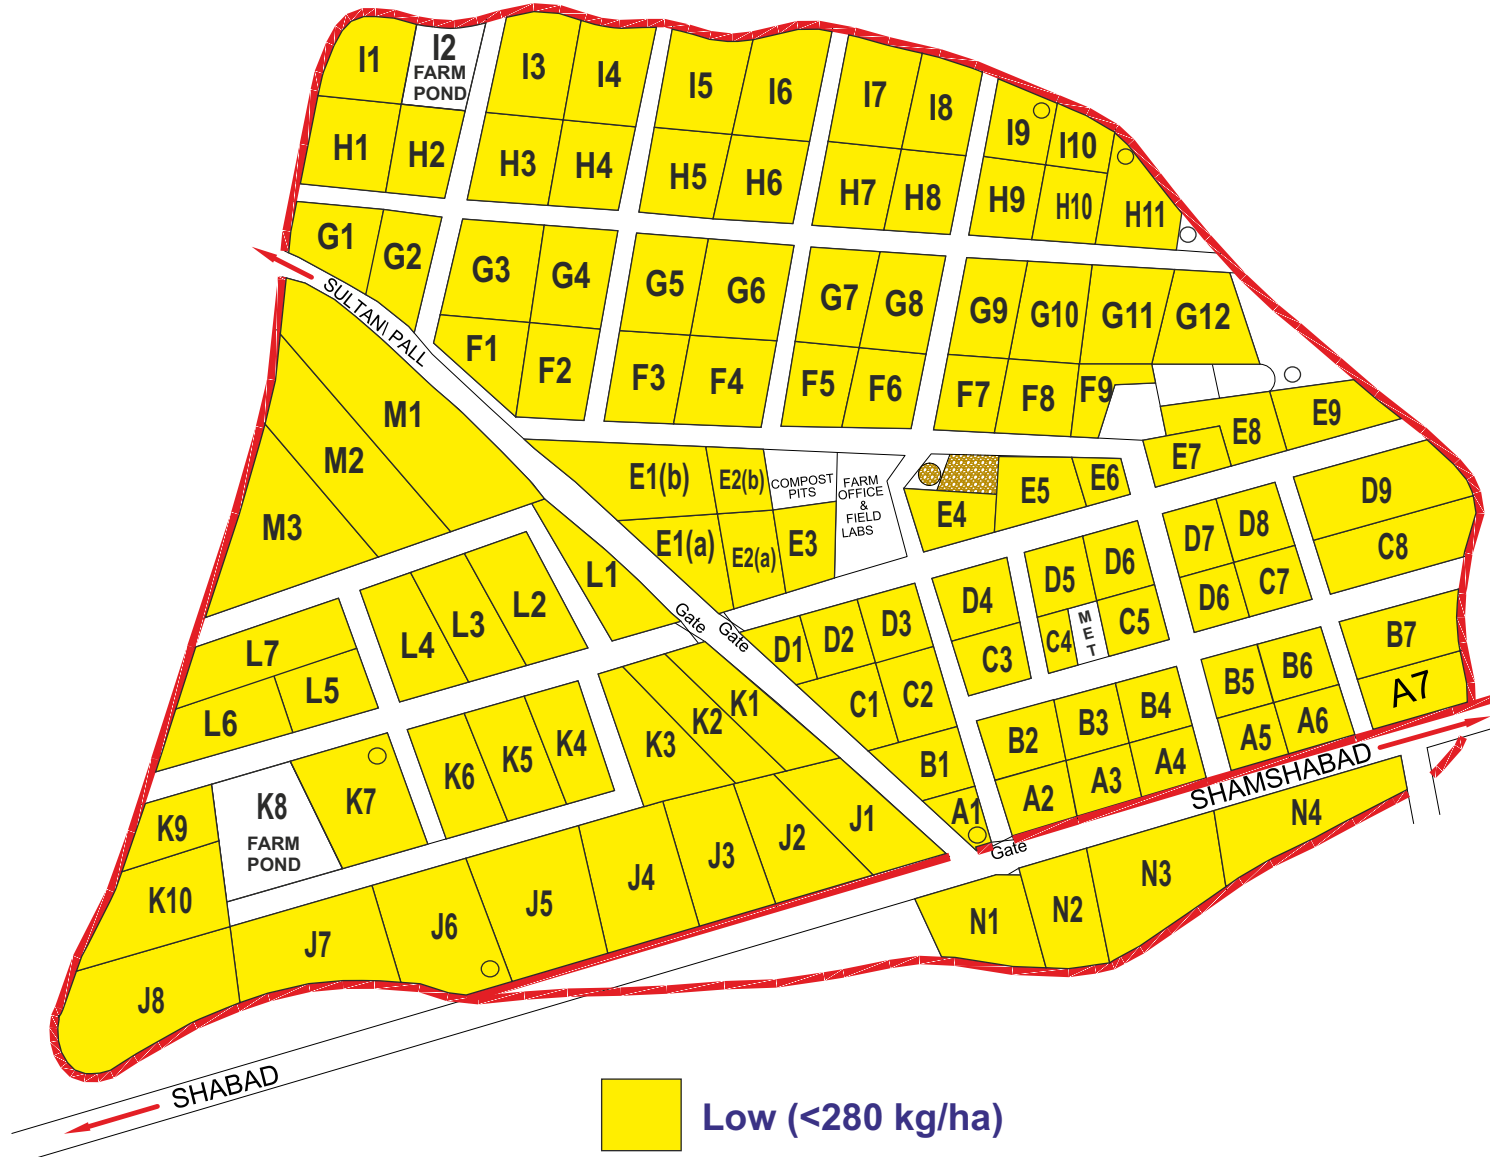 I1
I2
FARM
POND
I3
I4
I5
I6
I7
I8
I9
I10
H1
H2
H3
H4
H5
H6
H7
H8
H9
H10
H11
G1
G2
G3
G4
G5
G6
G7
G8
G9
G10
G11
G12
SULTAN\ PALL
F1
F2
F3
F4
F5
F6
F7
F8
F9
E9
E8
E7
E6
E5
E4
E1(b)
E2(b)
COMPOST
PITS
FARM
OFFICE
&
FIELD
LABS
E1(a)
E2(a)
E3
M1
M2
M3
D9
C8
D8
D7
D6
C7
D6
D5
C4
M
E
T
C5
D4
C3
D3
D2
D1
C2
C1
B7
A7
B6
B5
A6
A5
B4
B3
B2
A4
A3
A2
B1
A1
Gate
Gate
Gate
L1
L2
L3
L4
L5
L6
L7
K1
K2
K3
K4
K5
K6
K7
K8
FARM
POND
K9
K10
J1
J2
J3
J4
J5
J6
J7
J8
N1
N2
N3
N4
SHAMSHABAD
SHABAD
Low (<280 kg/ha)